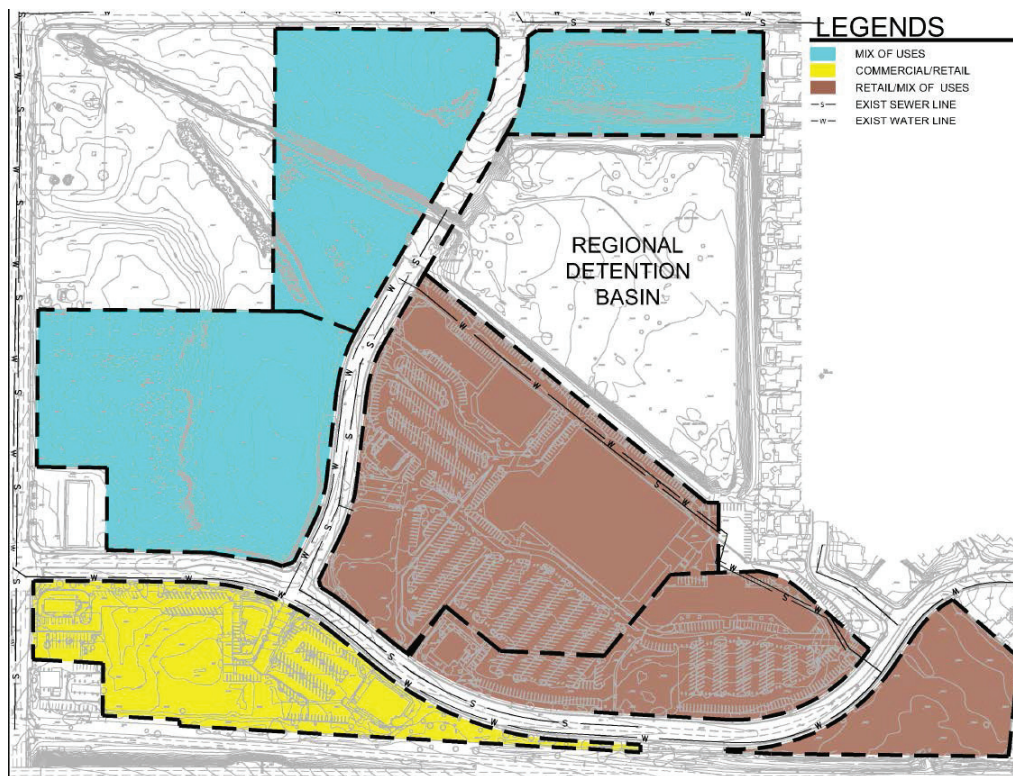 LEGENDS
MIX OF USES
COMMERCIAL/RETAIL
RETAIL/MIX OF USES
S EXIST SEWER LINE
W EXIST WATER LINE
REGIONAL
DETENTION
BASIN